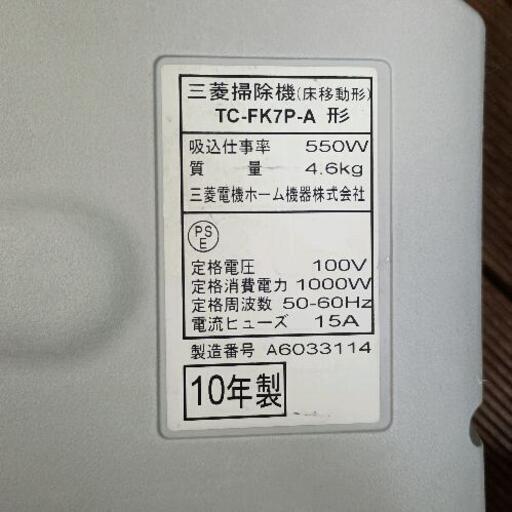 三菱掃除機(床移動形)
TC-FK7P-A 形
吸込仕事率 550W
質量 4.6kg
三菱電機ホーム機器株式会社
PS
E
定格電圧 100V
定格消費電力 1000W
定格周波数 50-60Hz
電流ヒューズ 15A
製造番号 A6033114
10年製